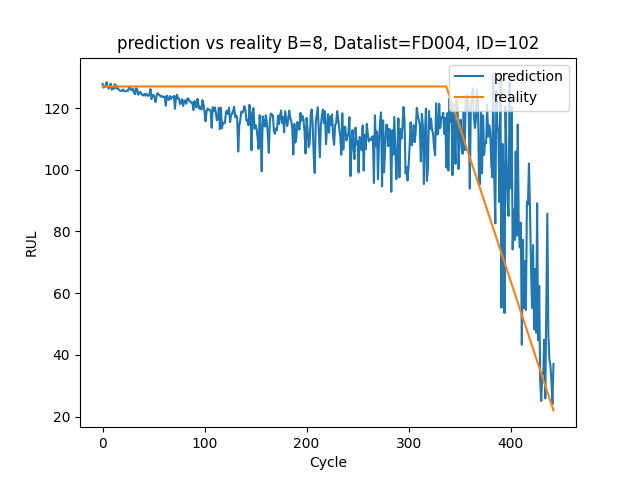 prediction vs reality B=8, Datalist=FD004, ID=102
prediction
reality
120
100
80
60
40
20
RUL
0 100 200 300 400
Cycle